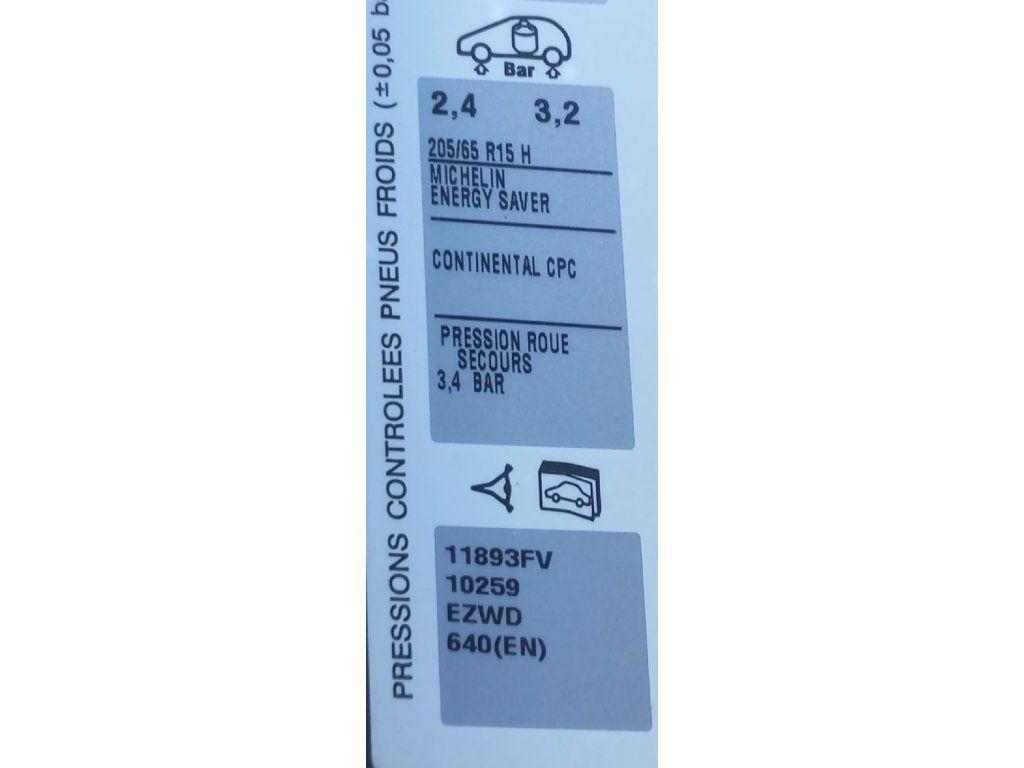 PRESSIONS CONTROLEES PNEUS FROIDS (±0,05 b
Bar
2,4 3,2
205/65 R15 H
MICHELIN
ENERGY SAVER
CONTINENTAL CPC
PRESSION ROUE
SECOURS
3,4 BAR
11893FV
10259
EZWD
640(EN)